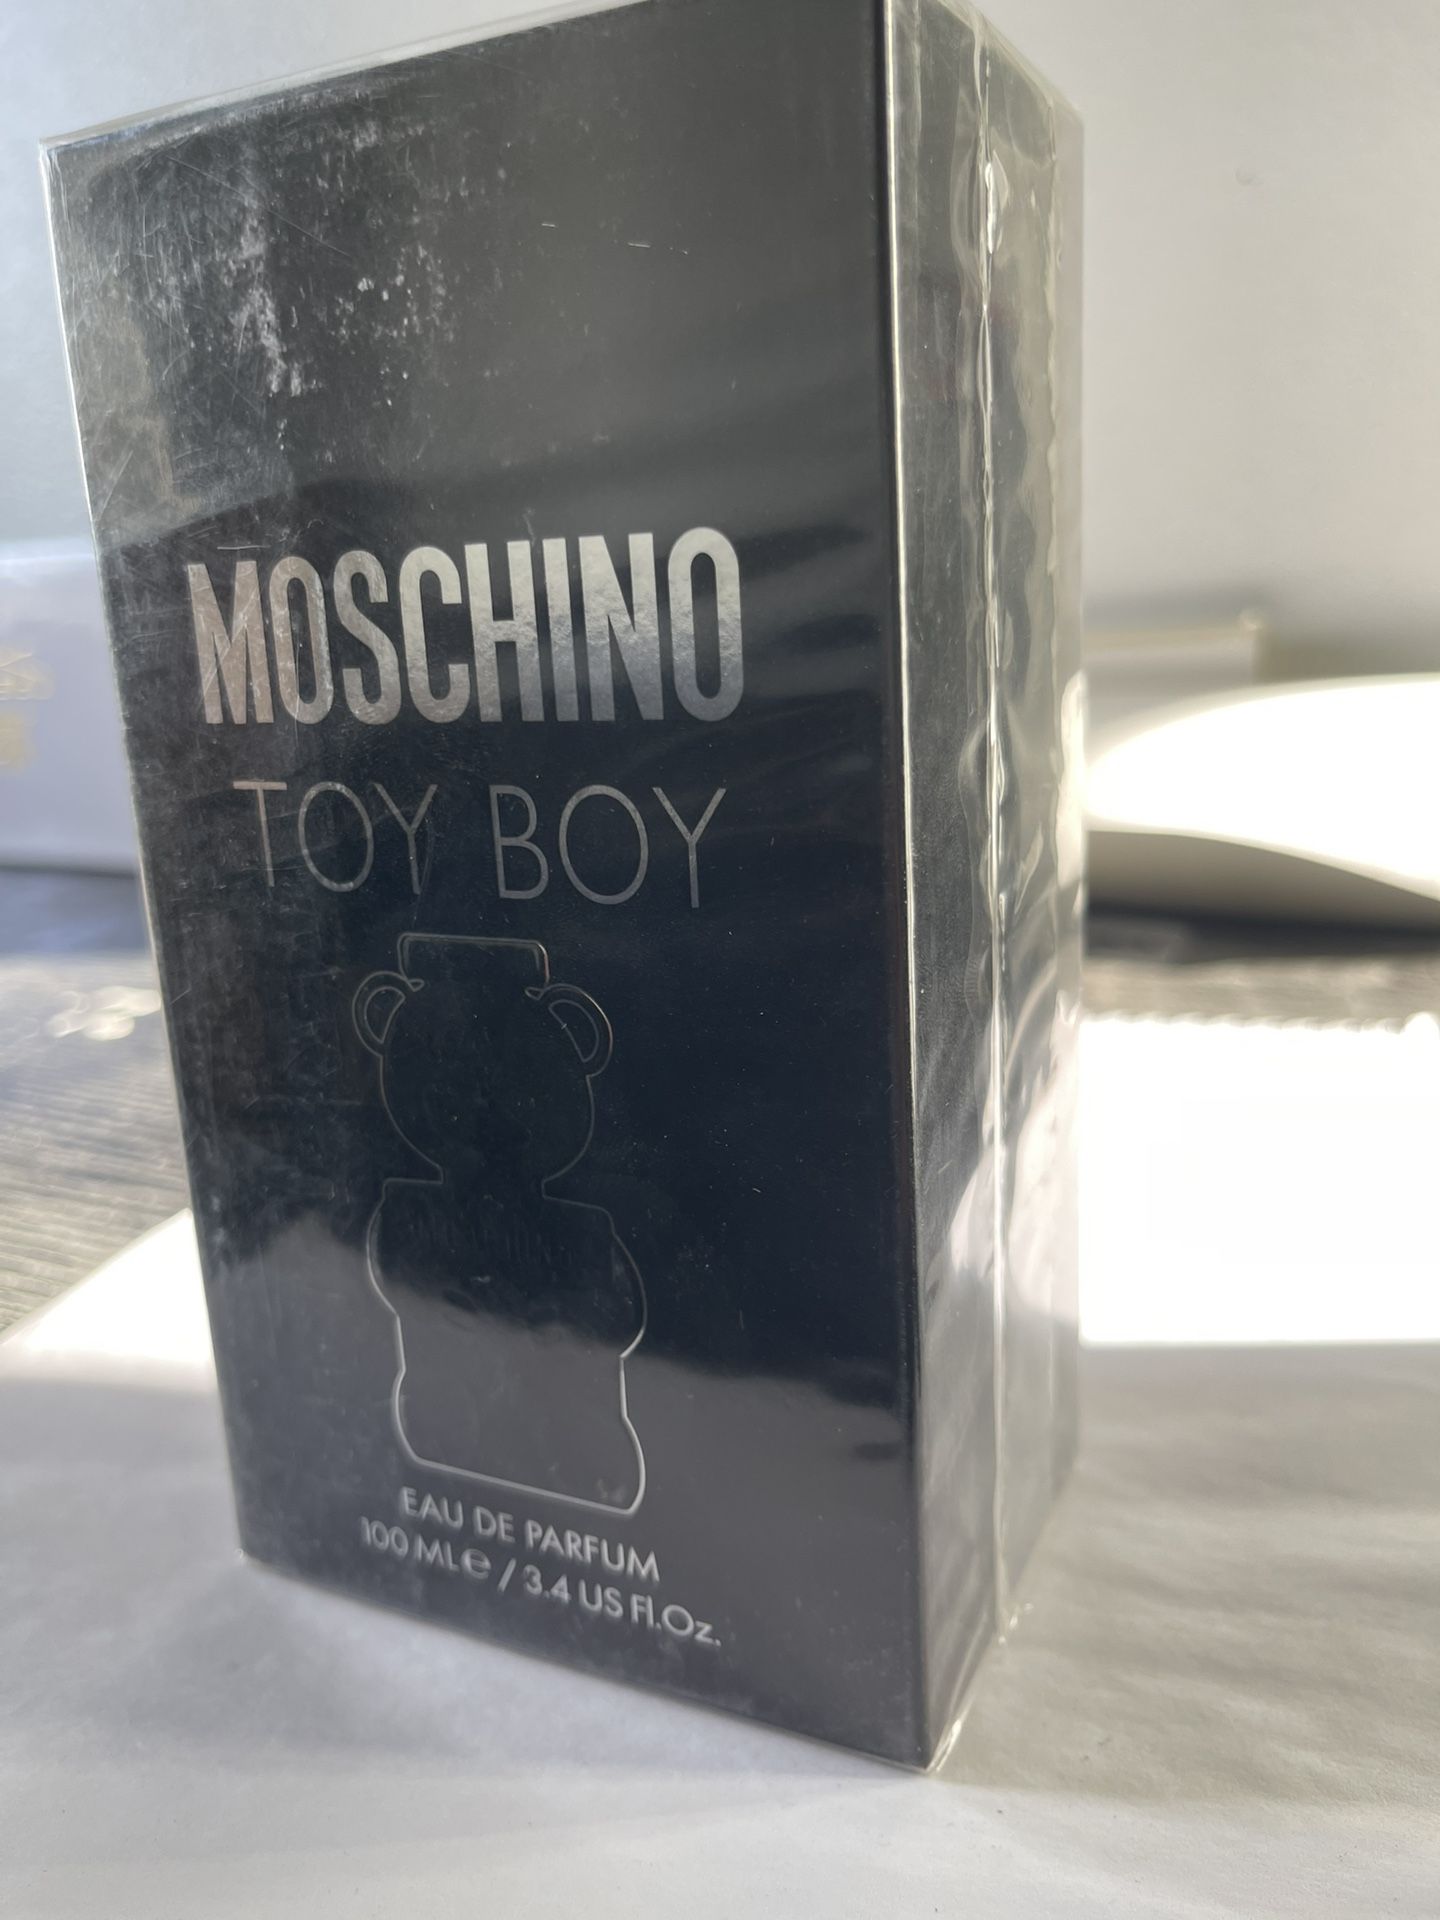 MOSCHINO
TOY BOY
EAU DE PARFUM
100 ML℮ / 3.4 US Fl.Oz.